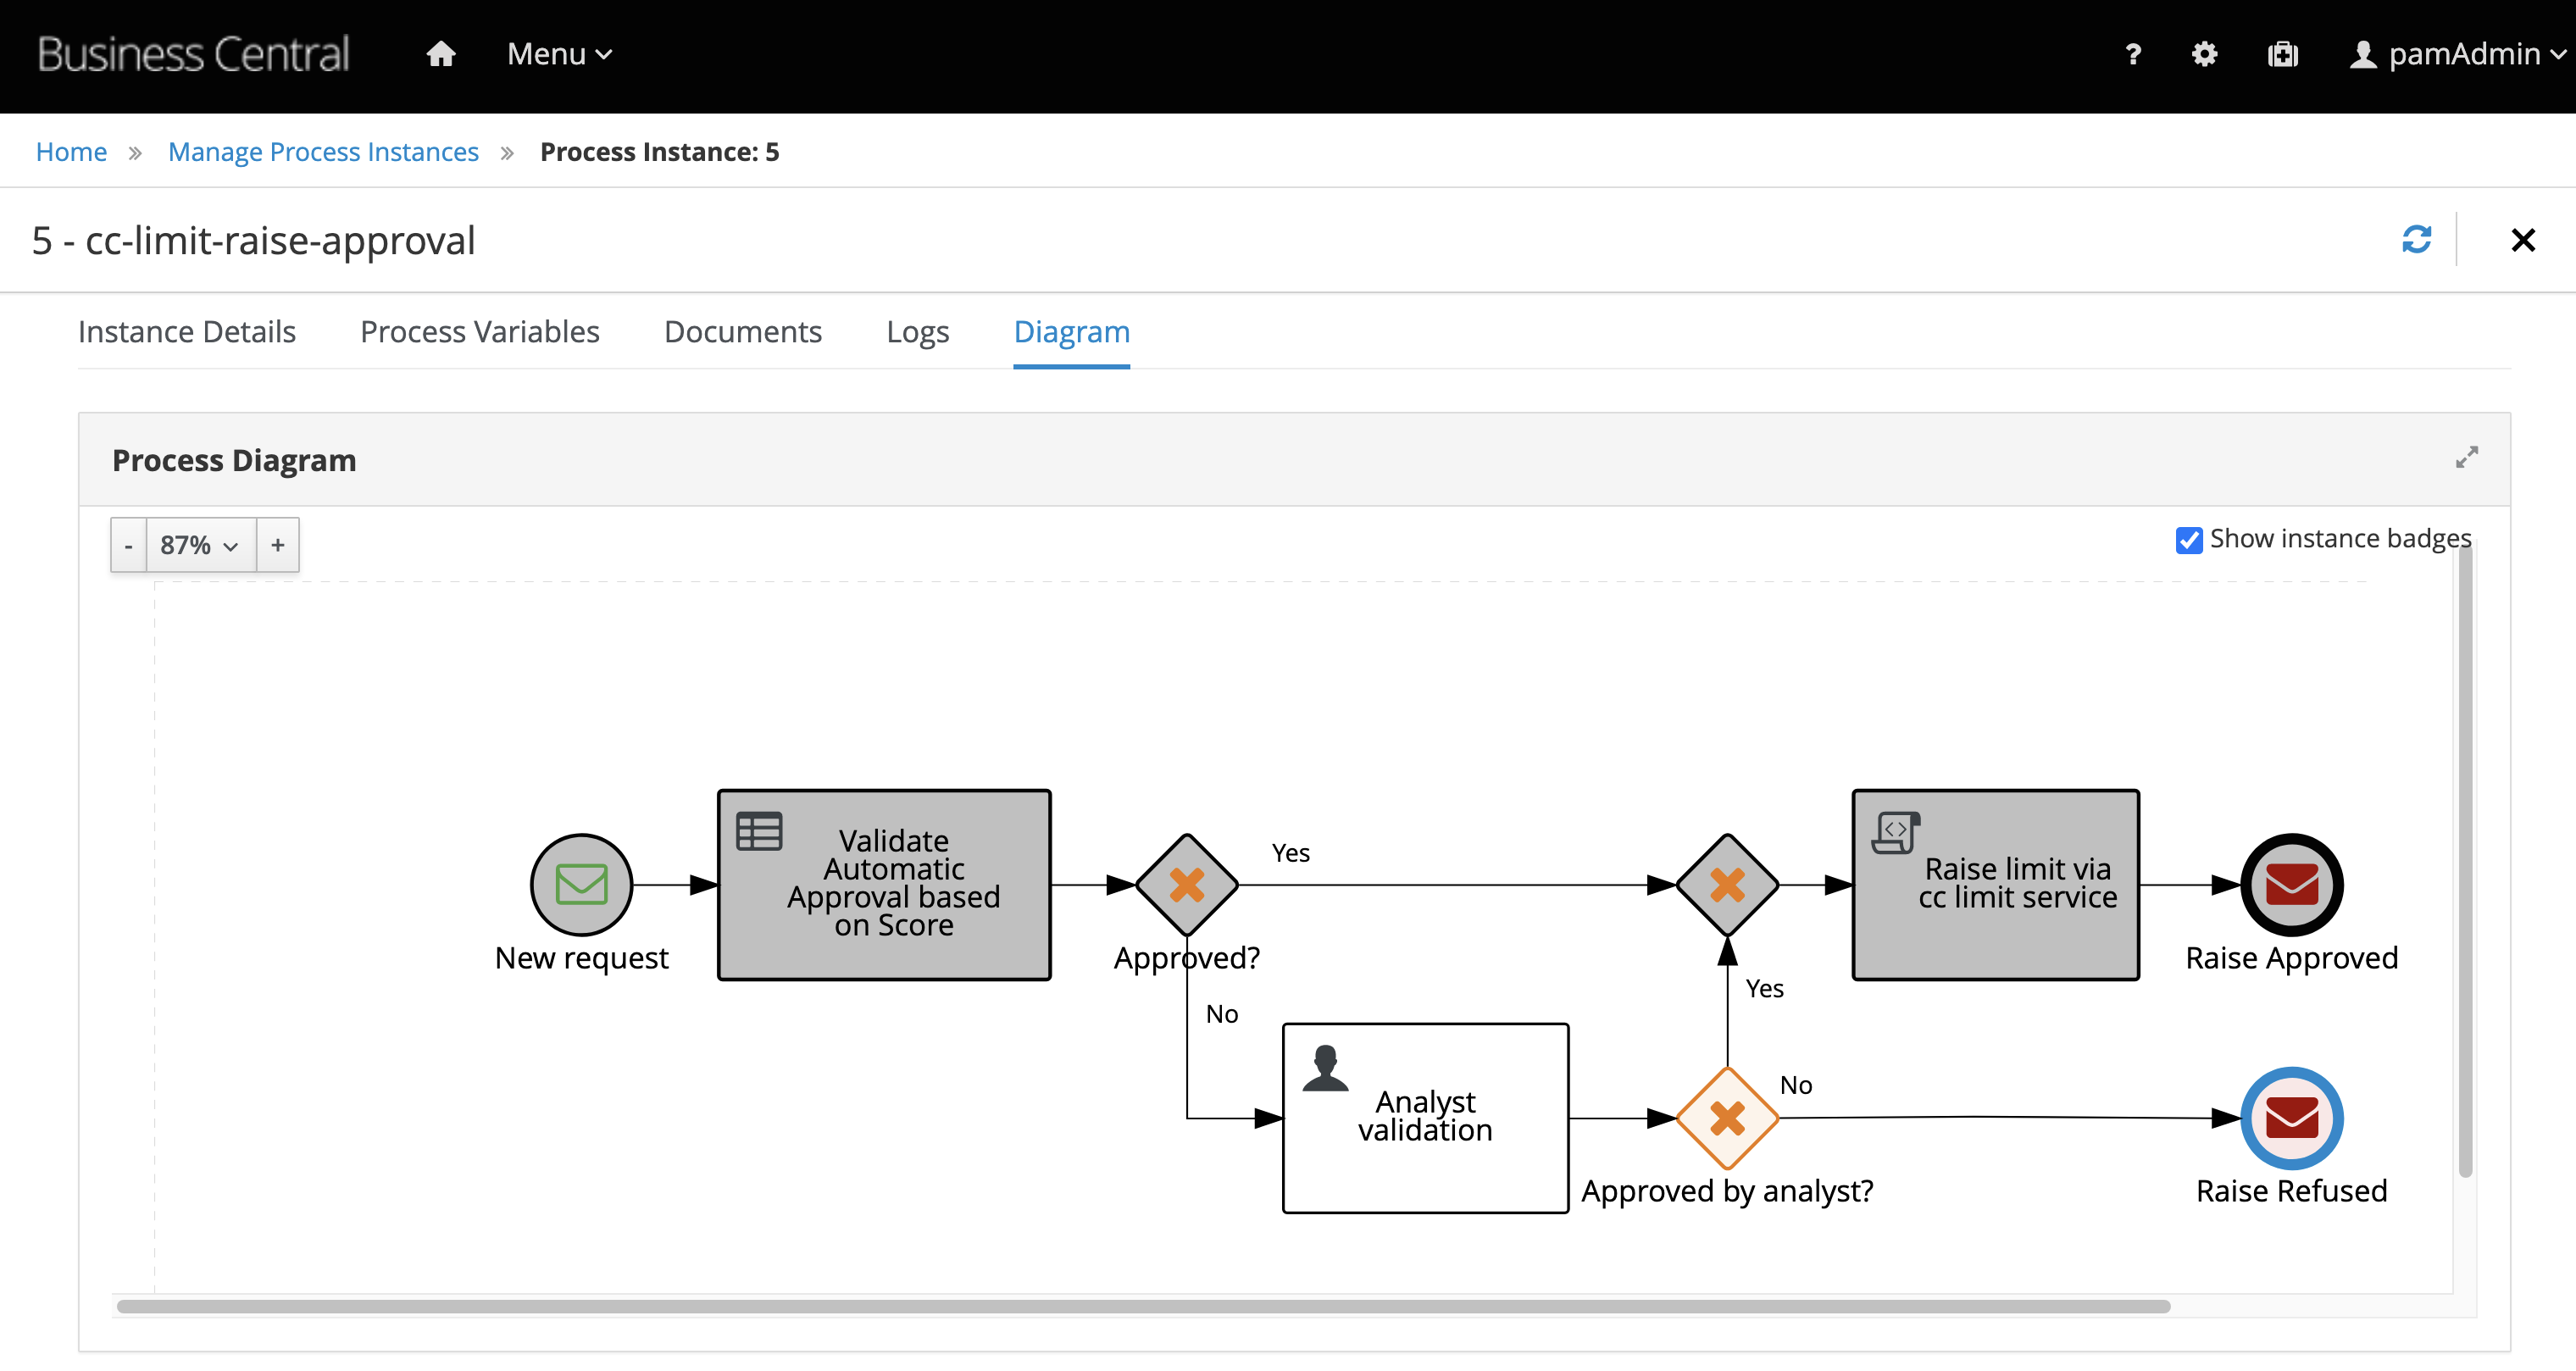 Business Central
Menu
?
pamAdmin
Home » Manage Process Instances » Process Instance: 5
5 - cc-limit-raise-approval
Instance Details
Process Variables
Documents
Logs
Diagram
Process Diagram
- 87% +
Show instance badges
New request
Validate
Automatic
Approval based
on Score
Approved?
Yes
No
Analyst
validation
Approved by analyst?
Yes
No
Raise limit via
cc limit service
Raise Approved
Raise Refused